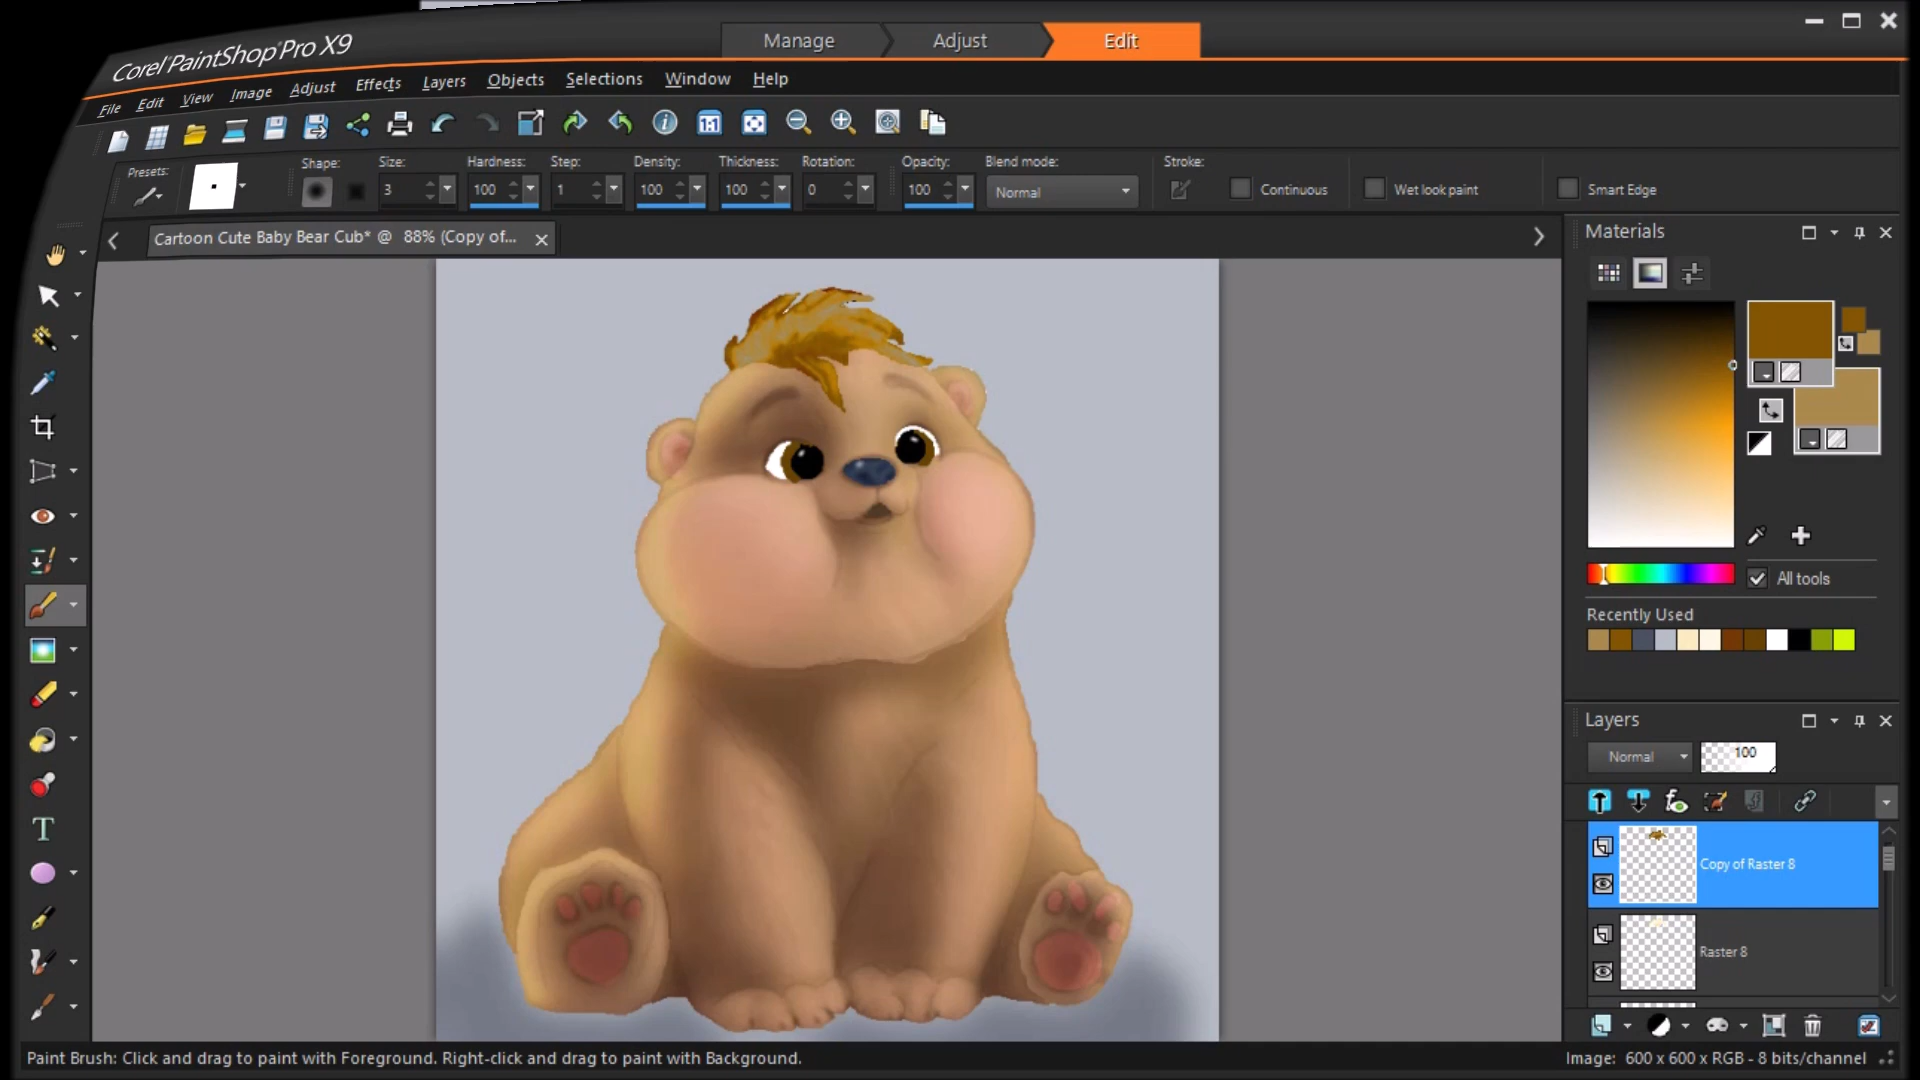 Corel PaintShop Pro X9
Manage Adjust Edit
File Edit View Image Adjust Effects Layers Objects Selections Window Help
1:1
Presets: Shape: Size: Hardness: Step: Density: Thickness: Rotation: Opacity: Blend mode: Stroke:
3 100 1 100 100 0 100 Normal Continuous Wet look paint Smart Edge
Cartoon Cute Baby Bear Cub* @ 88% (Copy of...
Materials
All tools
Recently Used
Layers
Normal 100
Copy of Raster 8
Raster 8
T
Paint Brush: Click and drag to paint with Foreground. Right-click and drag to paint with Background.
Image: 600 x 600 x RGB - 8 bits/channel